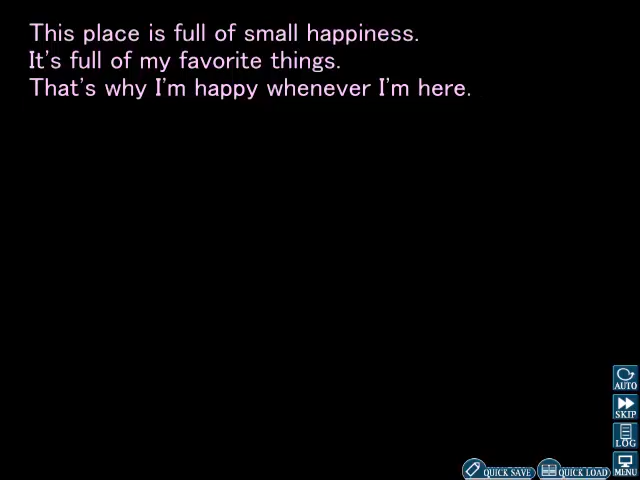 This place is full of small happiness.
It's full of my favorite things.
That's why I'm happy whenever I'm here.
AUTO
SKIP
LOG
MENU
QUICK SAVE
QUICK LOAD